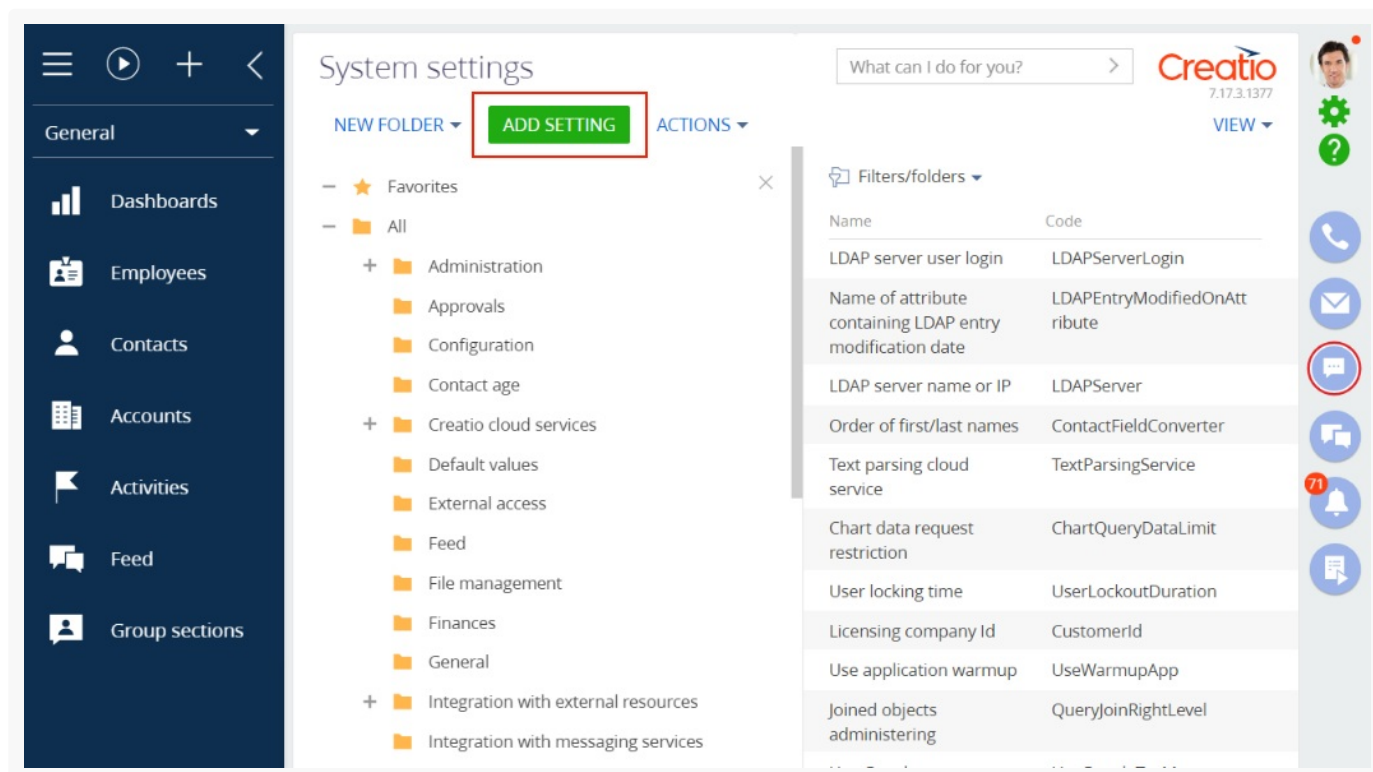 System settings
What can I do for you?
Creatio
7.17.3.1377
General
NEW FOLDER
ADD SETTING
ACTIONS
VIEW
Dashboards
Employees
Contacts
Accounts
Activities
Feed
Group sections
Favorites
All
Administration
Approvals
Configuration
Contact age
Creatio cloud services
Default values
External access
Feed
File management
Finances
General
Integration with external resources
Integration with messaging services
Filters/folders
Name Code
LDAP server user login LDAPServerLogin
Name of attribute LDAPEntryModifiedOnAtt
containing LDAP entry ribute
modification date
LDAP server name or IP LDAPServer
Order of first/last names ContactFieldConverter
Text parsing cloud TextParsingService
service
Chart data request ChartQueryDataLimit
restriction
User locking time UserLockoutDuration
Licensing company Id CustomerId
Use application warmup UseWarmupApp
Joined objects QueryJoinRightLevel
administering
?
71